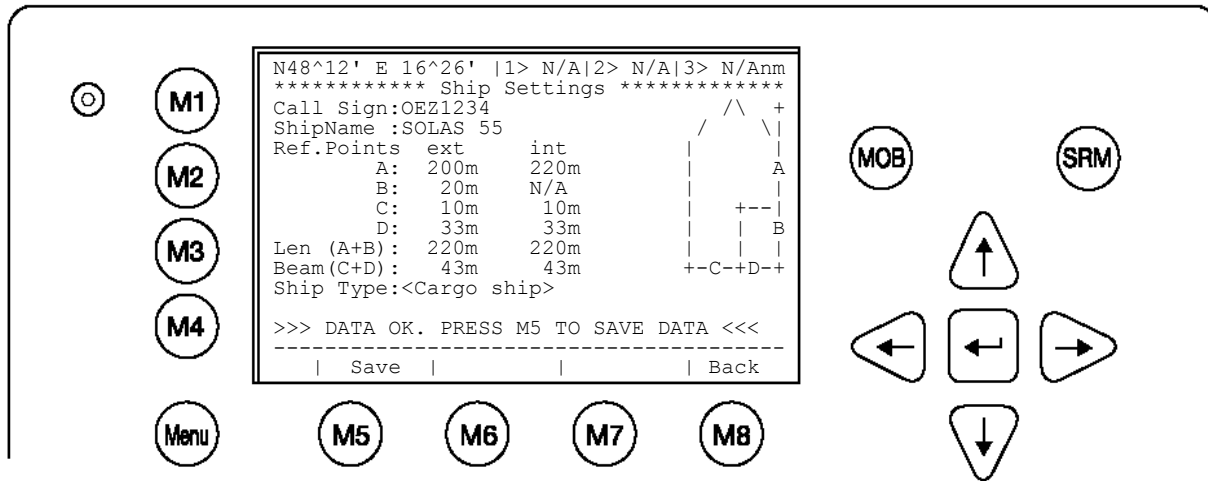 N48^12' E 16^26' |1> N/A|2> N/A|3> N/Anm
************ Ship Settings *************
Call Sign:OEZ1234 /\ +
ShipName :SOLAS 55 / \|
Ref.Points ext int | |
A: 200m 220m | A
B: 20m N/A | |
C: 10m 10m | +--|
D: 33m 33m | | B
Len (A+B): 220m 220m | | |
Beam(C+D): 43m 43m +-C-+D-+
Ship Type:<Cargo ship>
>>> DATA OK. PRESS M5 TO SAVE DATA <<<
----------------------------------------
| Save | | | Back
M1
M2
M3
M4
MOB
SRM
Menu
M5
M6
M7
M8